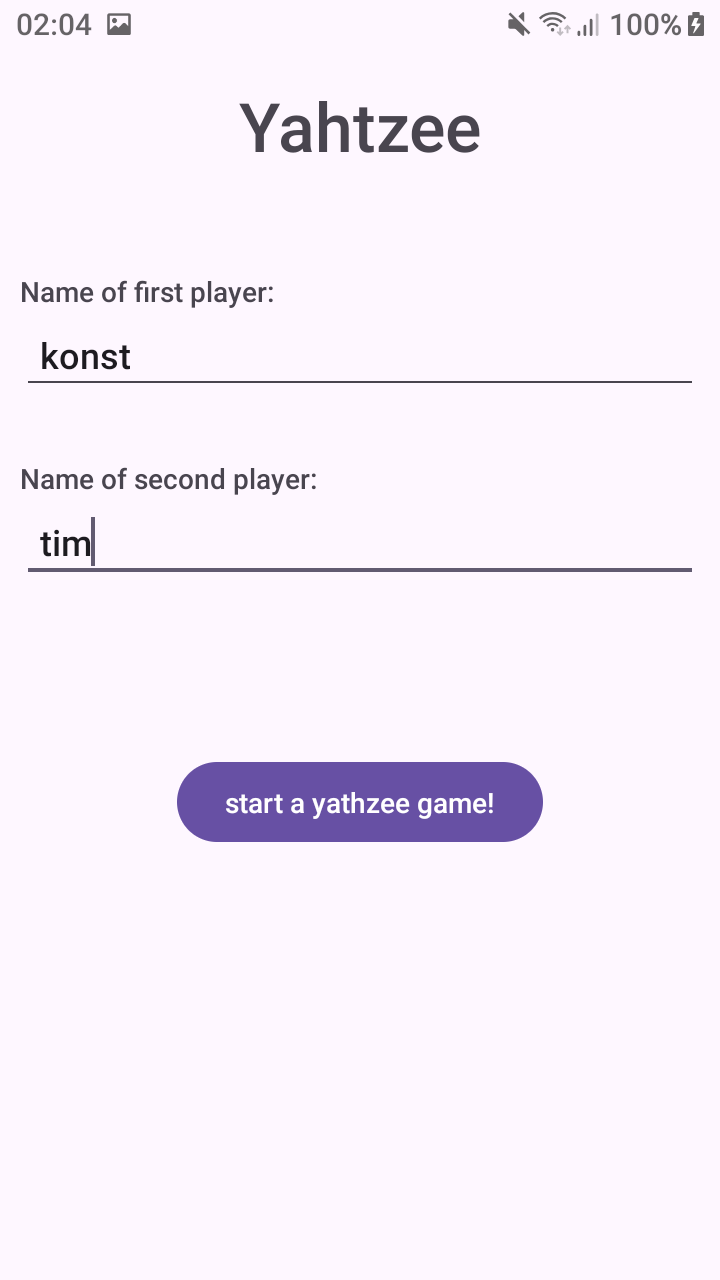 02:04 100%
Yahtzee
Name of first player:
konst
Name of second player:
tim
start a yathzee game!